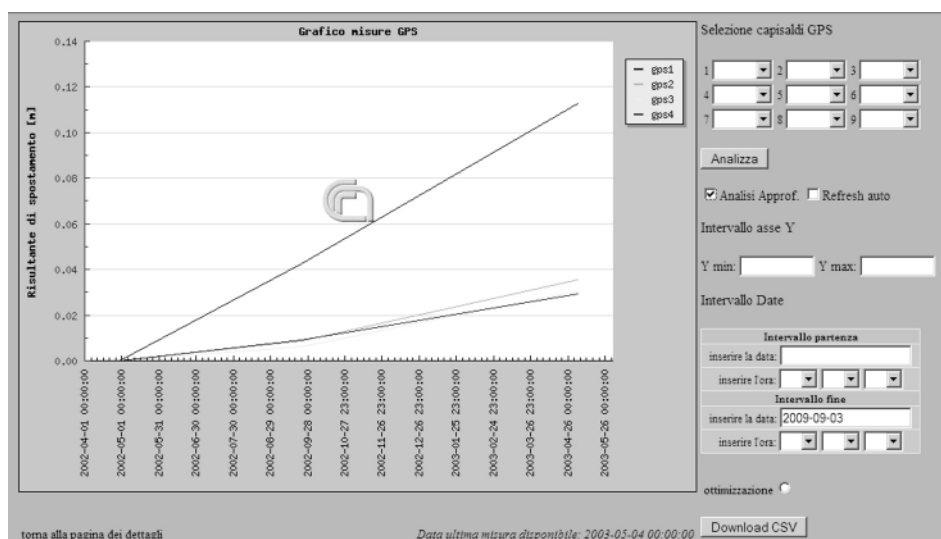 Grafico misure GPS
Risultante di spostamento [m]
0.14
0.12
0.10
0.08
0.06
0.04
0.02
0.00
2002-04-01 00:00:00
2002-05-01 00:00:00
2002-05-31 00:00:00
2002-06-30 00:00:00
2002-07-30 00:00:00
2002-08-29 00:00:00
2002-09-28 00:00:00
2002-10-27 23:00:00
2002-11-26 23:00:00
2002-12-26 23:00:00
2003-01-25 23:00:00
2003-02-24 23:00:00
2003-03-26 23:00:00
2003-04-26 00:00:00
2003-05-26 00:00:00
gps1
gps2
gps3
gps4
torna alla pagina dei dettagli
Data ultima misura disponibile: 2003-05-04 00:00:00
Selezione capisaldi GPS
1 2 3
4 5 6
7 8 9
Analizza
Analisi Approf. Refresh auto
Intervallo asse Y
Y min: Y max:
Intervallo Date
Intervallo partenza
inserire la data:
inserire l'ora:
Intervallo fine
inserire la data: 2009-09-03
inserire l'ora:
ottimizzazione
Download CSV